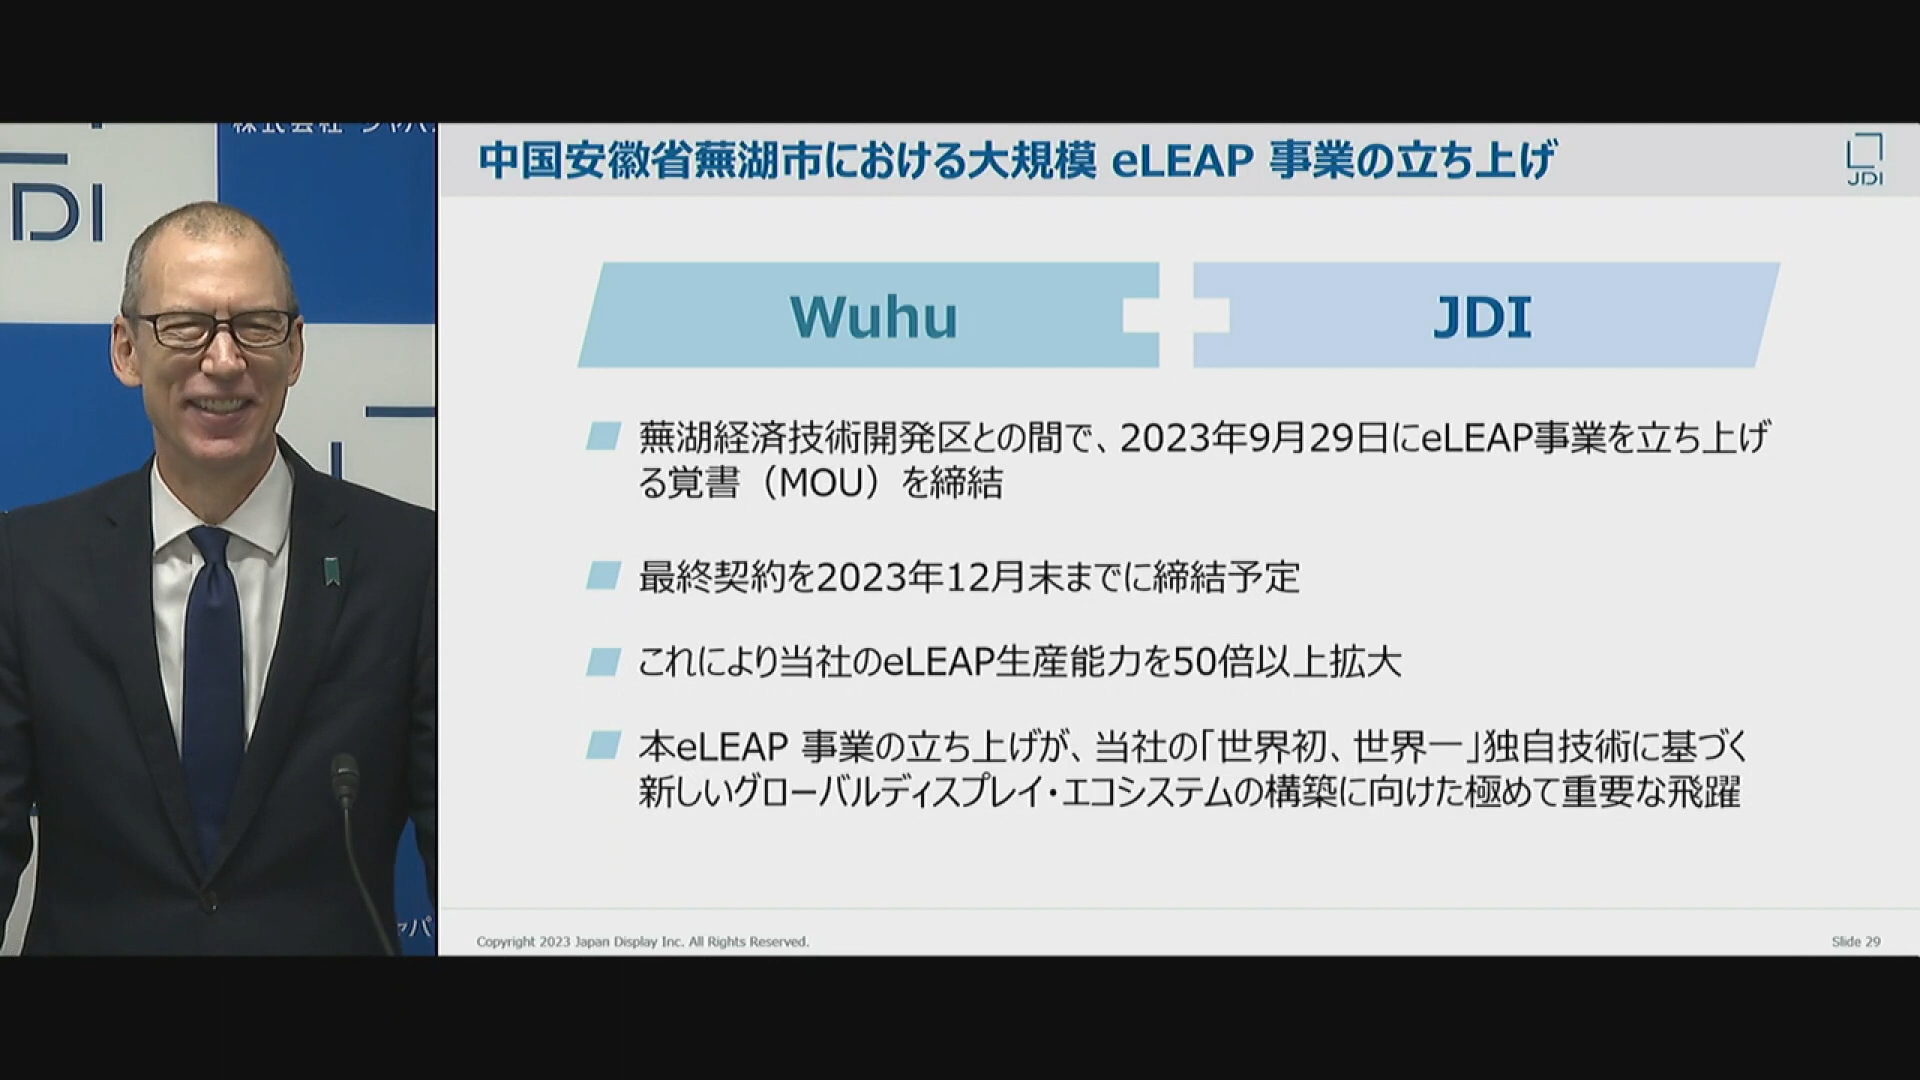 株式会社 ジャパ
JDI
中国安徽省蕪湖市における大規模 eLEAP 事業の立ち上げ
JDI
Wuhu
JDI
蕪湖経済技術開発区との間で、2023年9月29日にeLEAP事業を立ち上げ
る覚書（MOU）を締結
最終契約を2023年12月末までに締結予定
これにより当社のeLEAP生産能力を50倍以上拡大
本eLEAP 事業の立ち上げが、当社の「世界初、世界一」独自技術に基づく
新しいグローバルディスプレイ・エコシステムの構築に向けた極めて重要な飛躍
ャパ
Copyright 2023 Japan Display Inc. All Rights Reserved.
Slide 29